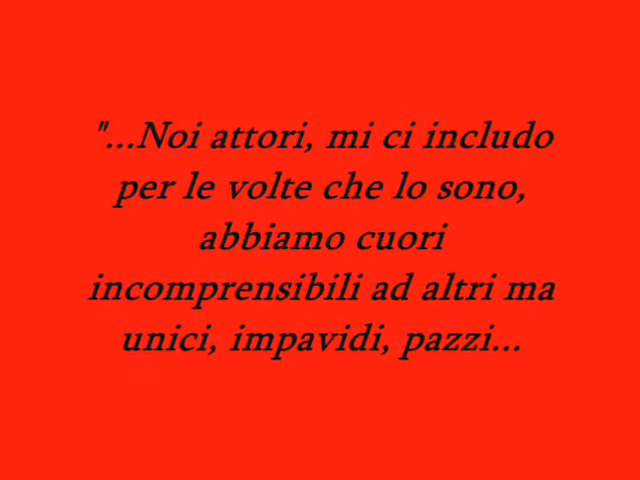 "...Noi attori, mi ci includo
per le volte che lo sono,
abbiamo cuori
incomprensibili ad altri ma
unici, impavidi, pazzi...